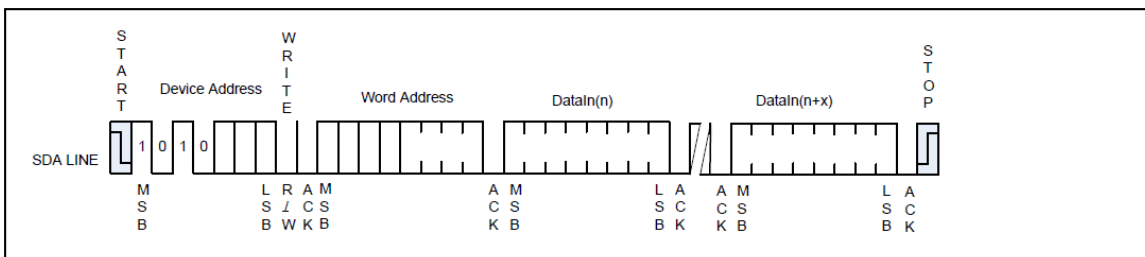 START
WRITE
STOP
Device Address
Word Address
DataIn(n)
DataIn(n+x)
SDA LINE
1 0 1 0
MSB
LSB
R/W
ACK
MSB
ACK
MSB
LSB
ACK
ACK
MSB
LSB
ACK